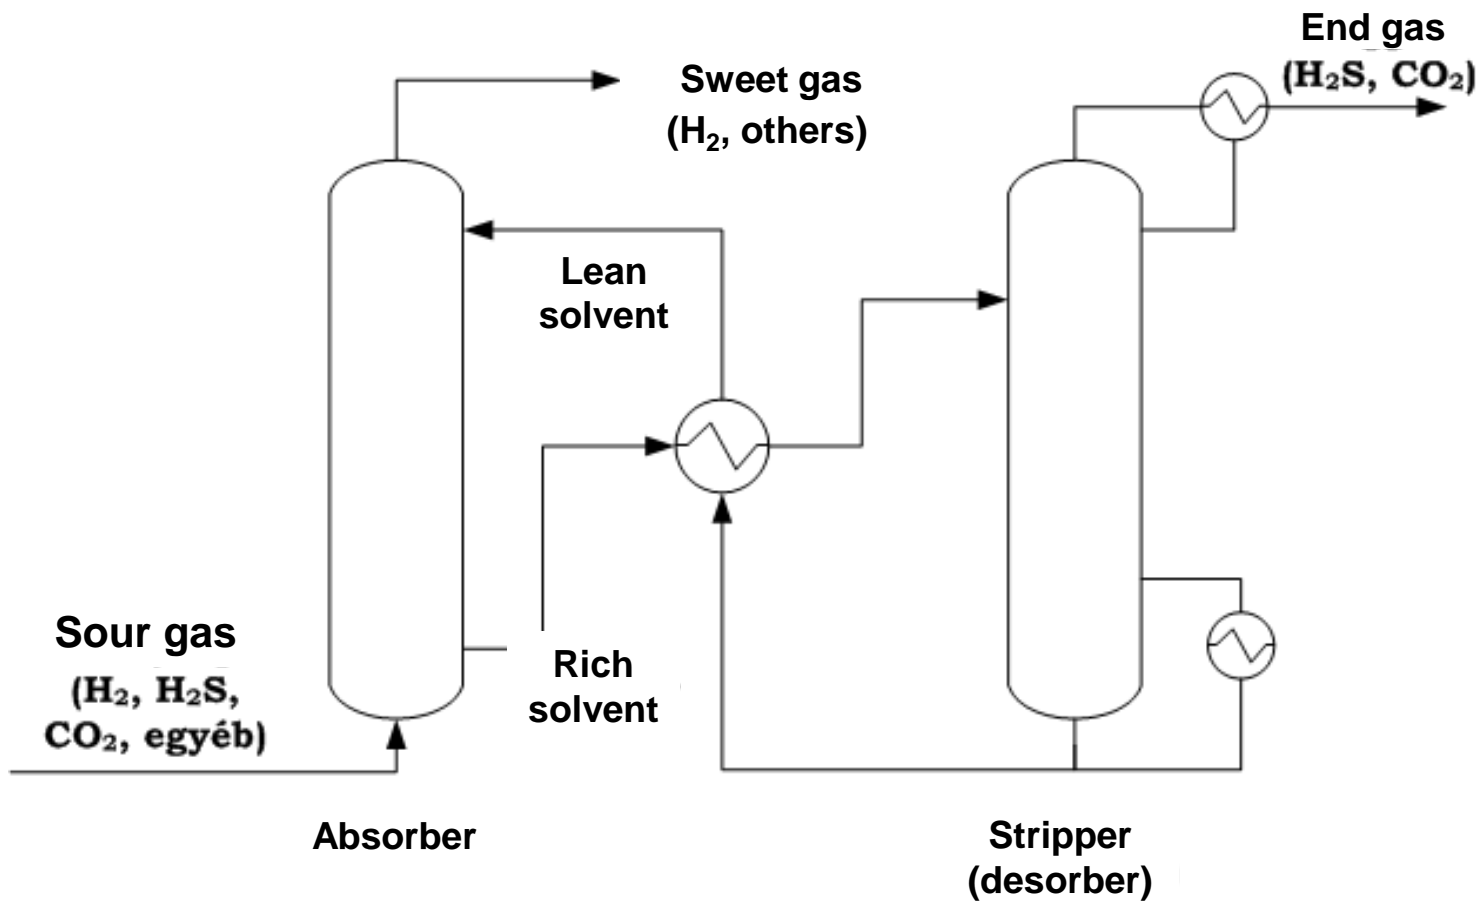 End gas
(H₂S, CO₂)
Sweet gas
(H₂, others)
Lean
solvent
Sour gas
(H₂, H₂S,
CO₂, egyéb)
Rich
solvent
Absorber
Stripper
(desorber)